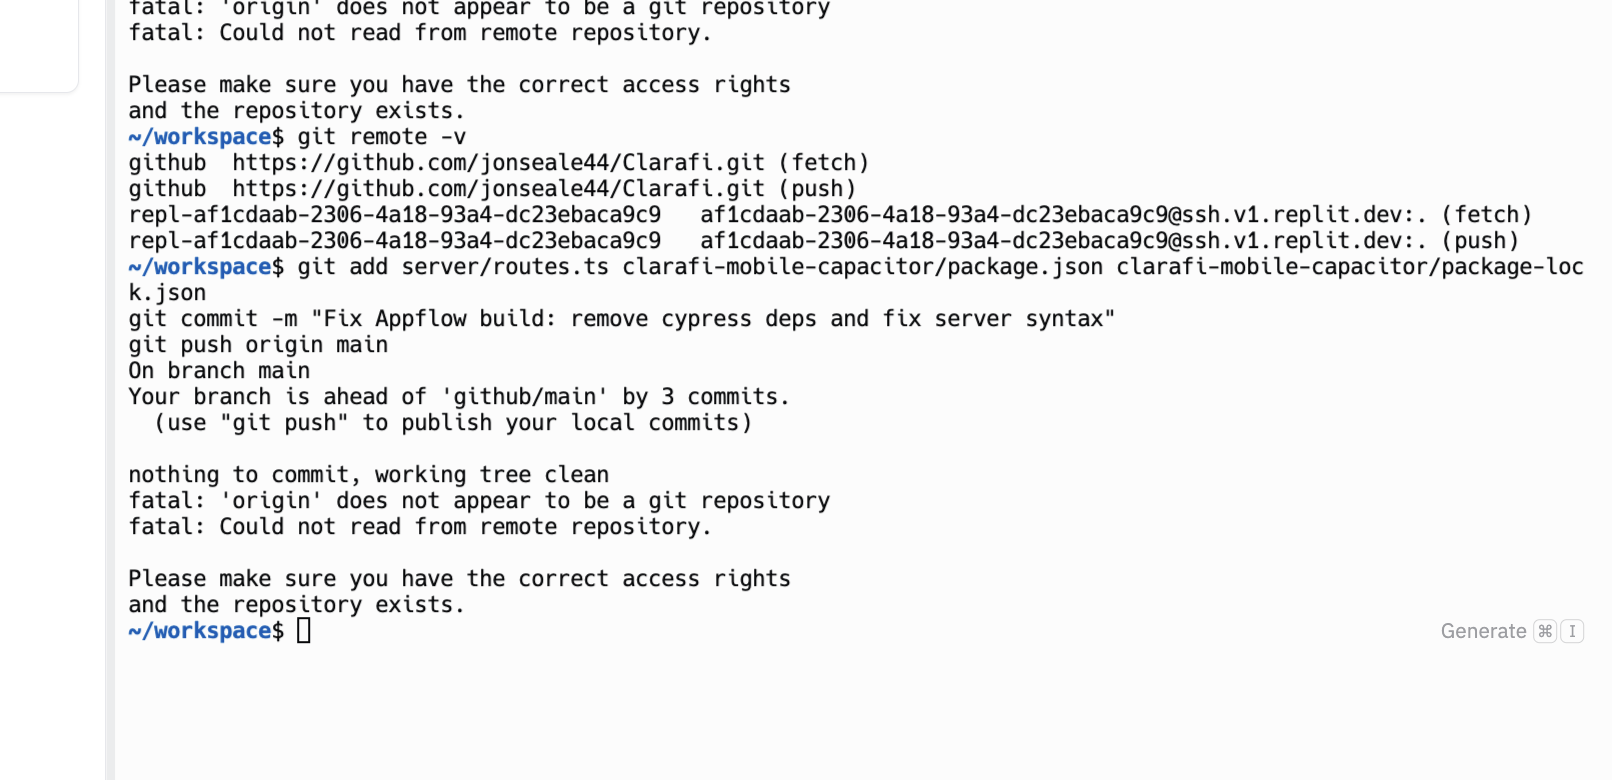 fatal: 'origin' does not appear to be a git repository
fatal: Could not read from remote repository.
Please make sure you have the correct access rights
and the repository exists.
~/workspace$ git remote -v
github  https://github.com/jonseale44/Clarafi.git (fetch)
github  https://github.com/jonseale44/Clarafi.git (push)
repl-af1cdaab-2306-4a18-93a4-dc23ebaca9c9   af1cdaab-2306-4a18-93a4-dc23ebaca9c9@ssh.v1.replit.dev:. (fetch)
repl-af1cdaab-2306-4a18-93a4-dc23ebaca9c9   af1cdaab-2306-4a18-93a4-dc23ebaca9c9@ssh.v1.replit.dev:. (push)
~/workspace$ git add server/routes.ts clarafi-mobile-capacitor/package.json clarafi-mobile-capacitor/package-loc
k.json
git commit -m "Fix Appflow build: remove cypress deps and fix server syntax"
git push origin main
On branch main
Your branch is ahead of 'github/main' by 3 commits.
  (use "git push" to publish your local commits)
nothing to commit, working tree clean
fatal: 'origin' does not appear to be a git repository
fatal: Could not read from remote repository.
Please make sure you have the correct access rights
and the repository exists.
~/workspace$
Generate ⌘ I